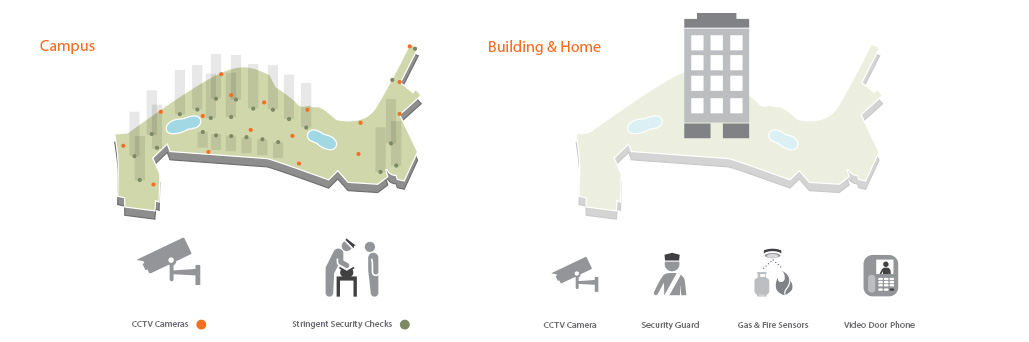 Campus
Building & Home
CCTV Cameras
Stringent Security Checks
CCTV Camera
Security Guard
Gas & Fire Sensors
Video Door Phone